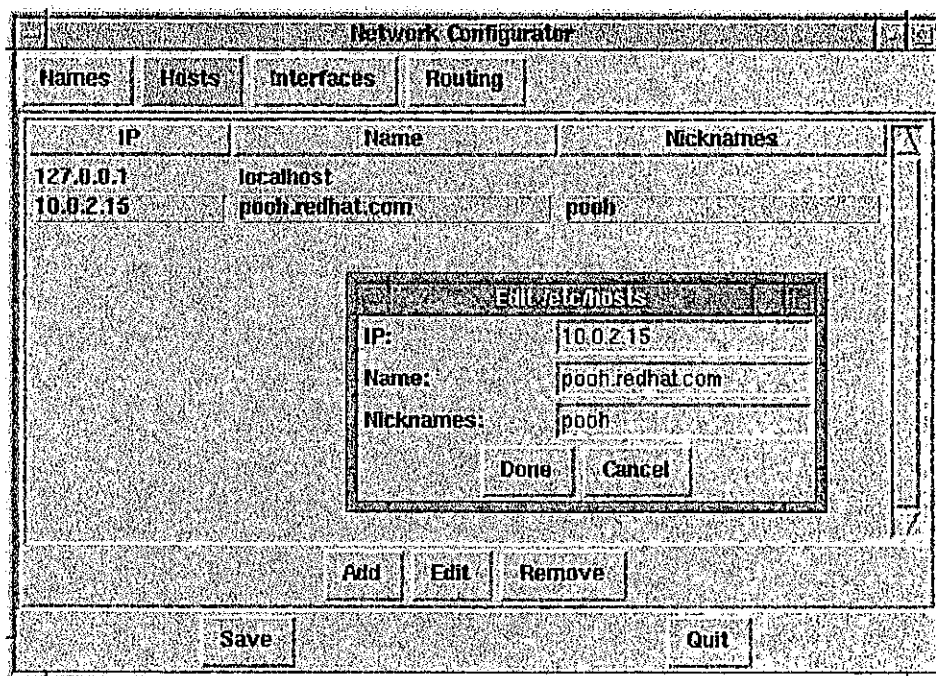 Network Configurator
Names Hosts Interfaces Routing
IP Name Nicknames
127.0.0.1 localhost
10.0.2.15 pooh.redhat.com pooh
Edit /etc/hosts
IP: 10.0.2.15
Name: pooh.redhat.com
Nicknames: pooh
Done Cancel
Add Edit Remove
Save Quit